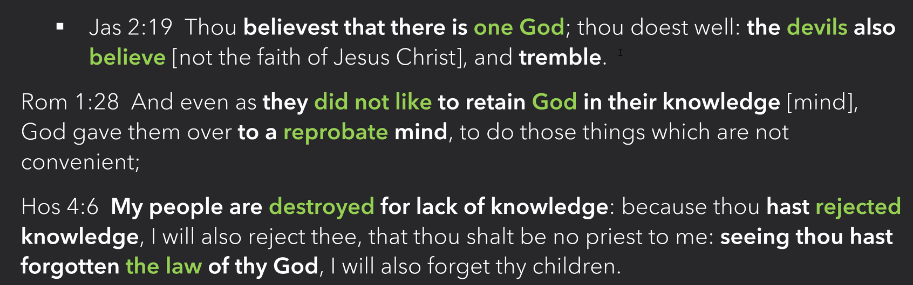 ▪ Jas 2:19 Thou believest that there is one God; thou doest well: the devils also
believe [not the faith of Jesus Christ], and tremble.
Rom 1:28 And even as they did not like to retain God in their knowledge [mind],
God gave them over to a reprobate mind, to do those things which are not
convenient;
Hos 4:6 My people are destroyed for lack of knowledge: because thou hast rejected
knowledge, I will also reject thee, that thou shalt be no priest to me: seeing thou hast
forgotten the law of thy God, I will also forget thy children.